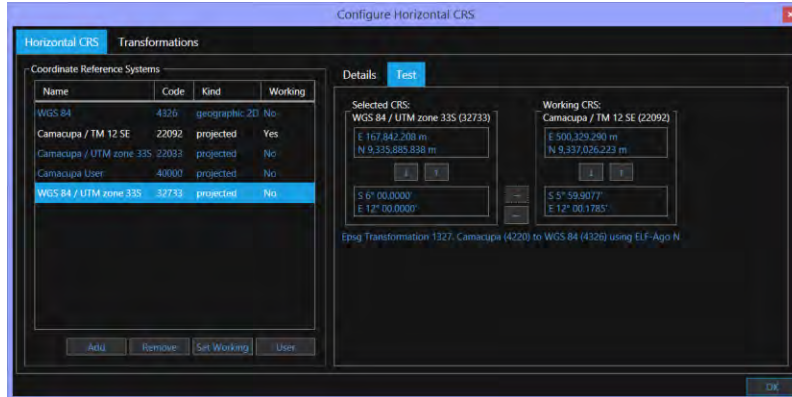 Configure Horizontal CRS
Horizontal CRS Transformations
Coordinate Reference Systems
Name Code Kind Working
WGS 84 4326 geographic 2D No
Camacupa / TM 12 SE 22092 projected Yes
Camacupa / UTM zone 33S 22033 projected No
Camacupa User 40000 projected No
WGS 84 / UTM zone 33S 32733 projected No
Add Remove Set Working User
Details Test
Selected CRS:
WGS 84 / UTM zone 33S (32733)
E 167,842.208 m
N 9,335,885.838 m
↓ ↑
S 6° 00.0000'
E 12° 00.0000'
Working CRS:
Camacupa / TM 12 SE (22092)
E 500,329.290 m
N 9,337,026.223 m
↓ ↑
S 5° 59.9077'
E 12° 00.1785'
Epsg Transformation 1327. Camacupa (4220) to WGS 84 (4326) using ELF-Ago N
OK